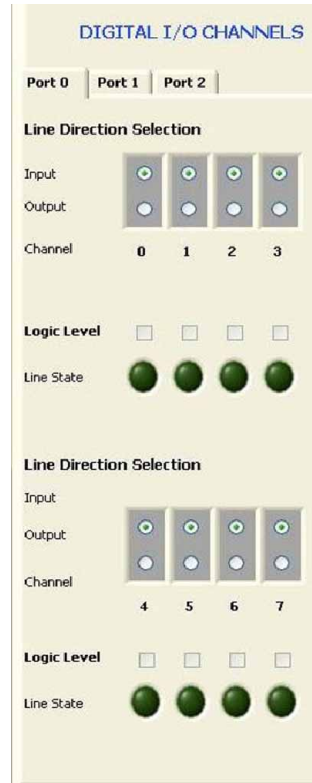 DIGITAL I/O CHANNELS
Port 0 Port 1 Port 2
Line Direction Selection
Input
Output
Channel 0 1 2 3
Logic Level
Line State
Line Direction Selection
Input
Output
Channel
4 5 6 7
Logic Level
Line State